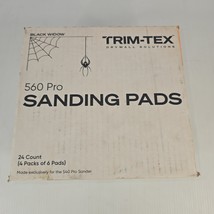 BLACK WIDOW
TRIM-TEX
DRYWALL SOLUTIONS
560 Pro
SANDING PADS
24 Count
(4 Packs of 6 Pads)
Made exclusively for the 560 Pro Sander